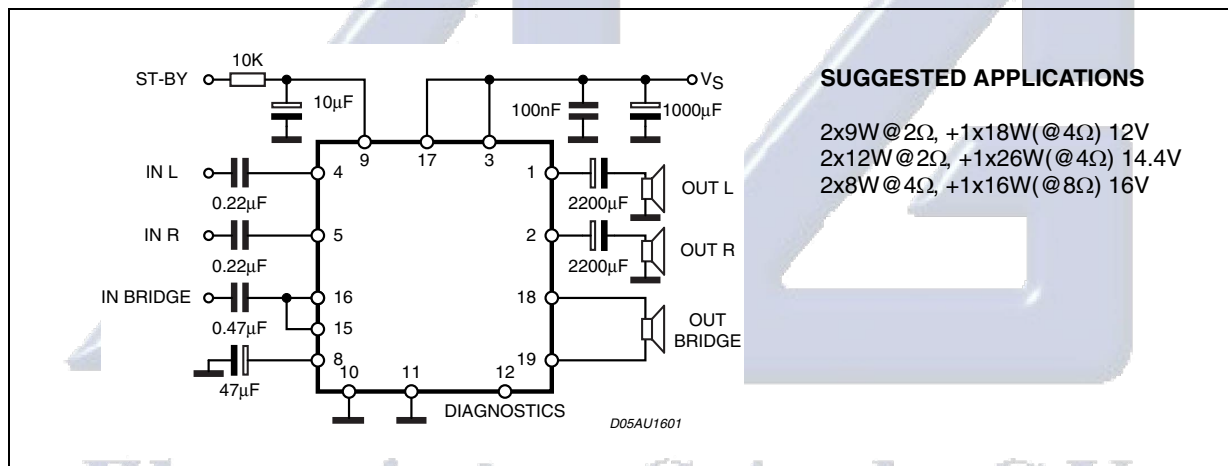 10K
ST-BY
10µF
100nF
VS
1000µF
9
17
3
IN L
0.22µF
4
1
2200µF
OUT L
IN R
0.22µF
5
2
2200µF
OUT R
IN BRIDGE
0.47µF
16
15
18
OUT
BRIDGE
19
8
47µF
10
11
12
DIAGNOSTICS
D05AU1601
SUGGESTED APPLICATIONS
2x9W@2Ω, +1x18W(@4Ω) 12V
2x12W@2Ω, +1x26W(@4Ω) 14.4V
2x8W@4Ω, +1x16W(@8Ω) 16V